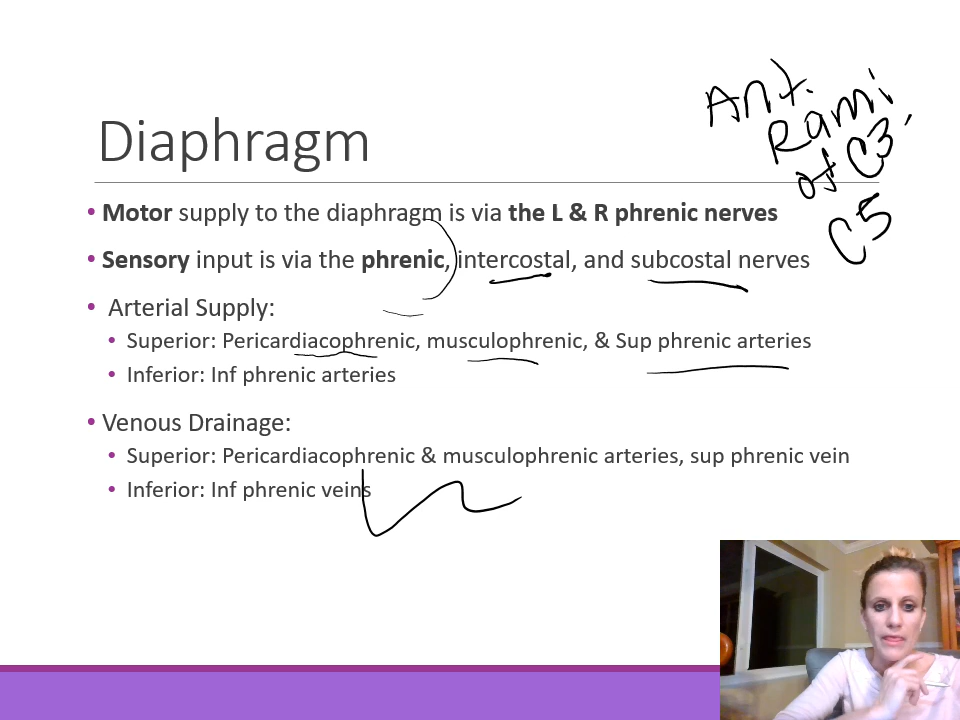 Ant.
Rami
of C3,
C5
Diaphragm
• Motor supply to the diaphragm is via the L & R phrenic nerves
• Sensory input is via the phrenic, intercostal, and subcostal nerves
• Arterial Supply:
• Superior: Pericardiacophrenic, musculophrenic, & Sup phrenic arteries
• Inferior: Inf phrenic arteries
• Venous Drainage:
• Superior: Pericardiacophrenic & musculophrenic arteries, sup phrenic vein
• Inferior: Inf phrenic veins